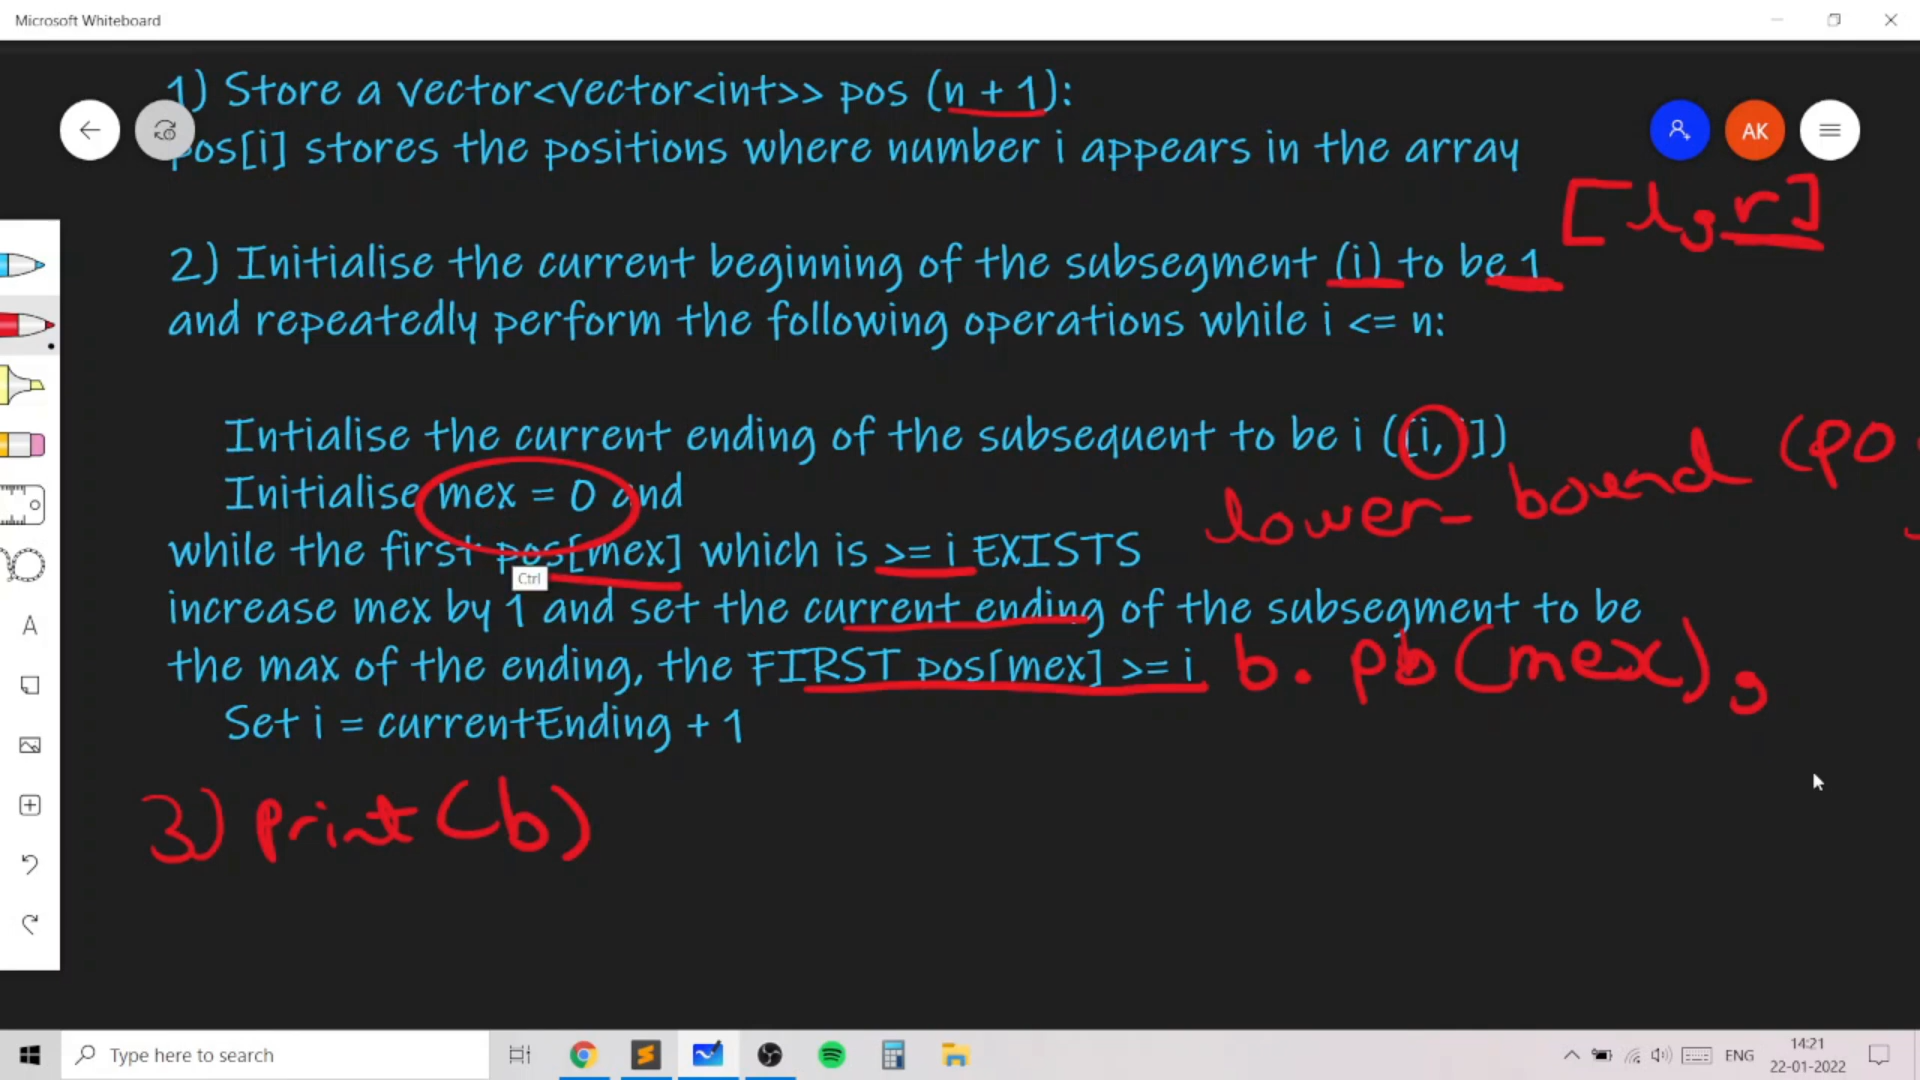 Microsoft Whiteboard
1) Store a vector<vector<int>> pos (n + 1):
pos[i] stores the positions where number i appears in the array
[l, r]
2) Initialise the current beginning of the subsegment (i) to be 1
and repeatedly perform the following operations while i <= n:
Intialise the current ending of the subsequent to be i ([i, ])
lower_bound (po
Initialise mex = 0 and
while the first pos[mex] which is >= i EXISTS
Ctrl
increase mex by 1 and set the current ending of the subsegment to be
the max of the ending, the FIRST pos[mex] >= i
b.pb(mex),
Set i = currentEnding + 1
3) print(b)
AK
A
Type here to search
ENG
14:21
22-01-2022